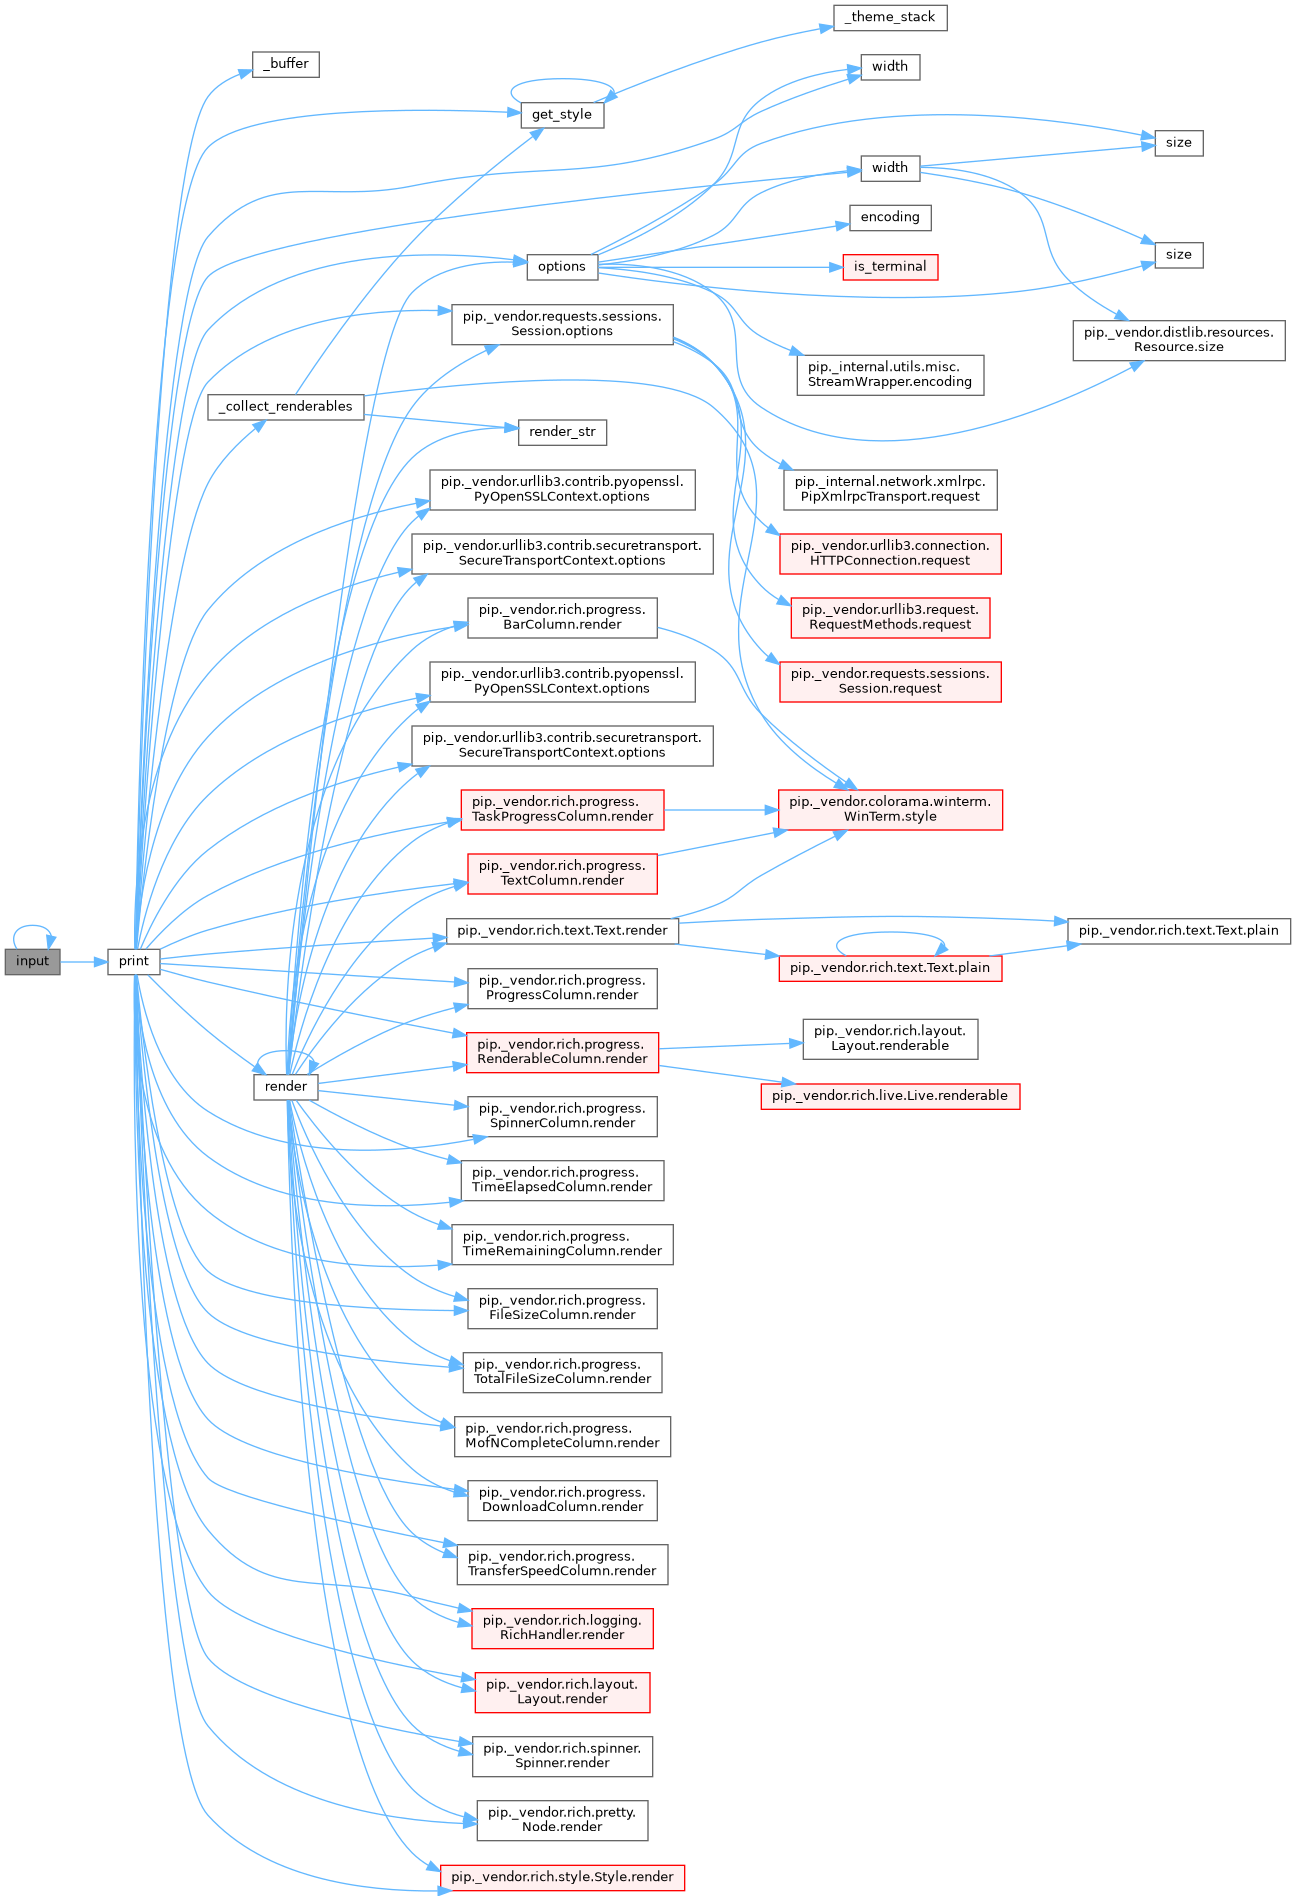 _theme_stack
_buffer
width
get_style
size
width
encoding
size
options
is_terminal
pip._vendor.requests.sessions.
Session.options
pip._vendor.distlib.resources.
Resource.size
pip._internal.utils.misc.
StreamWrapper.encoding
_collect_renderables
render_str
pip._vendor.urllib3.contrib.pyopenssl.
PyOpenSSLContext.options
pip._internal.network.xmlrpc.
PipXmlrpcTransport.request
pip._vendor.urllib3.contrib.securetransport.
SecureTransportContext.options
pip._vendor.urllib3.connection.
HTTPConnection.request
pip._vendor.rich.progress.
BarColumn.render
pip._vendor.urllib3.request.
RequestMethods.request
pip._vendor.urllib3.contrib.pyopenssl.
PyOpenSSLContext.options
pip._vendor.requests.sessions.
Session.request
pip._vendor.urllib3.contrib.securetransport.
SecureTransportContext.options
pip._vendor.rich.progress.
TaskProgressColumn.render
pip._vendor.colorama.winterm.
WinTerm.style
pip._vendor.rich.progress.
TextColumn.render
pip._vendor.rich.text.Text.render
pip._vendor.rich.text.Text.plain
input
print
pip._vendor.rich.text.Text.plain
pip._vendor.rich.progress.
ProgressColumn.render
pip._vendor.rich.progress.
RenderableColumn.render
pip._vendor.rich.layout.
Layout.renderable
render
pip._vendor.rich.live.Live.renderable
pip._vendor.rich.progress.
SpinnerColumn.render
pip._vendor.rich.progress.
TimeElapsedColumn.render
pip._vendor.rich.progress.
TimeRemainingColumn.render
pip._vendor.rich.progress.
FileSizeColumn.render
pip._vendor.rich.progress.
TotalFileSizeColumn.render
pip._vendor.rich.progress.
MofNCompleteColumn.render
pip._vendor.rich.progress.
DownloadColumn.render
pip._vendor.rich.progress.
TransferSpeedColumn.render
pip._vendor.rich.logging.
RichHandler.render
pip._vendor.rich.layout.
Layout.render
pip._vendor.rich.spinner.
Spinner.render
pip._vendor.rich.pretty.
Node.render
pip._vendor.rich.style.Style.render